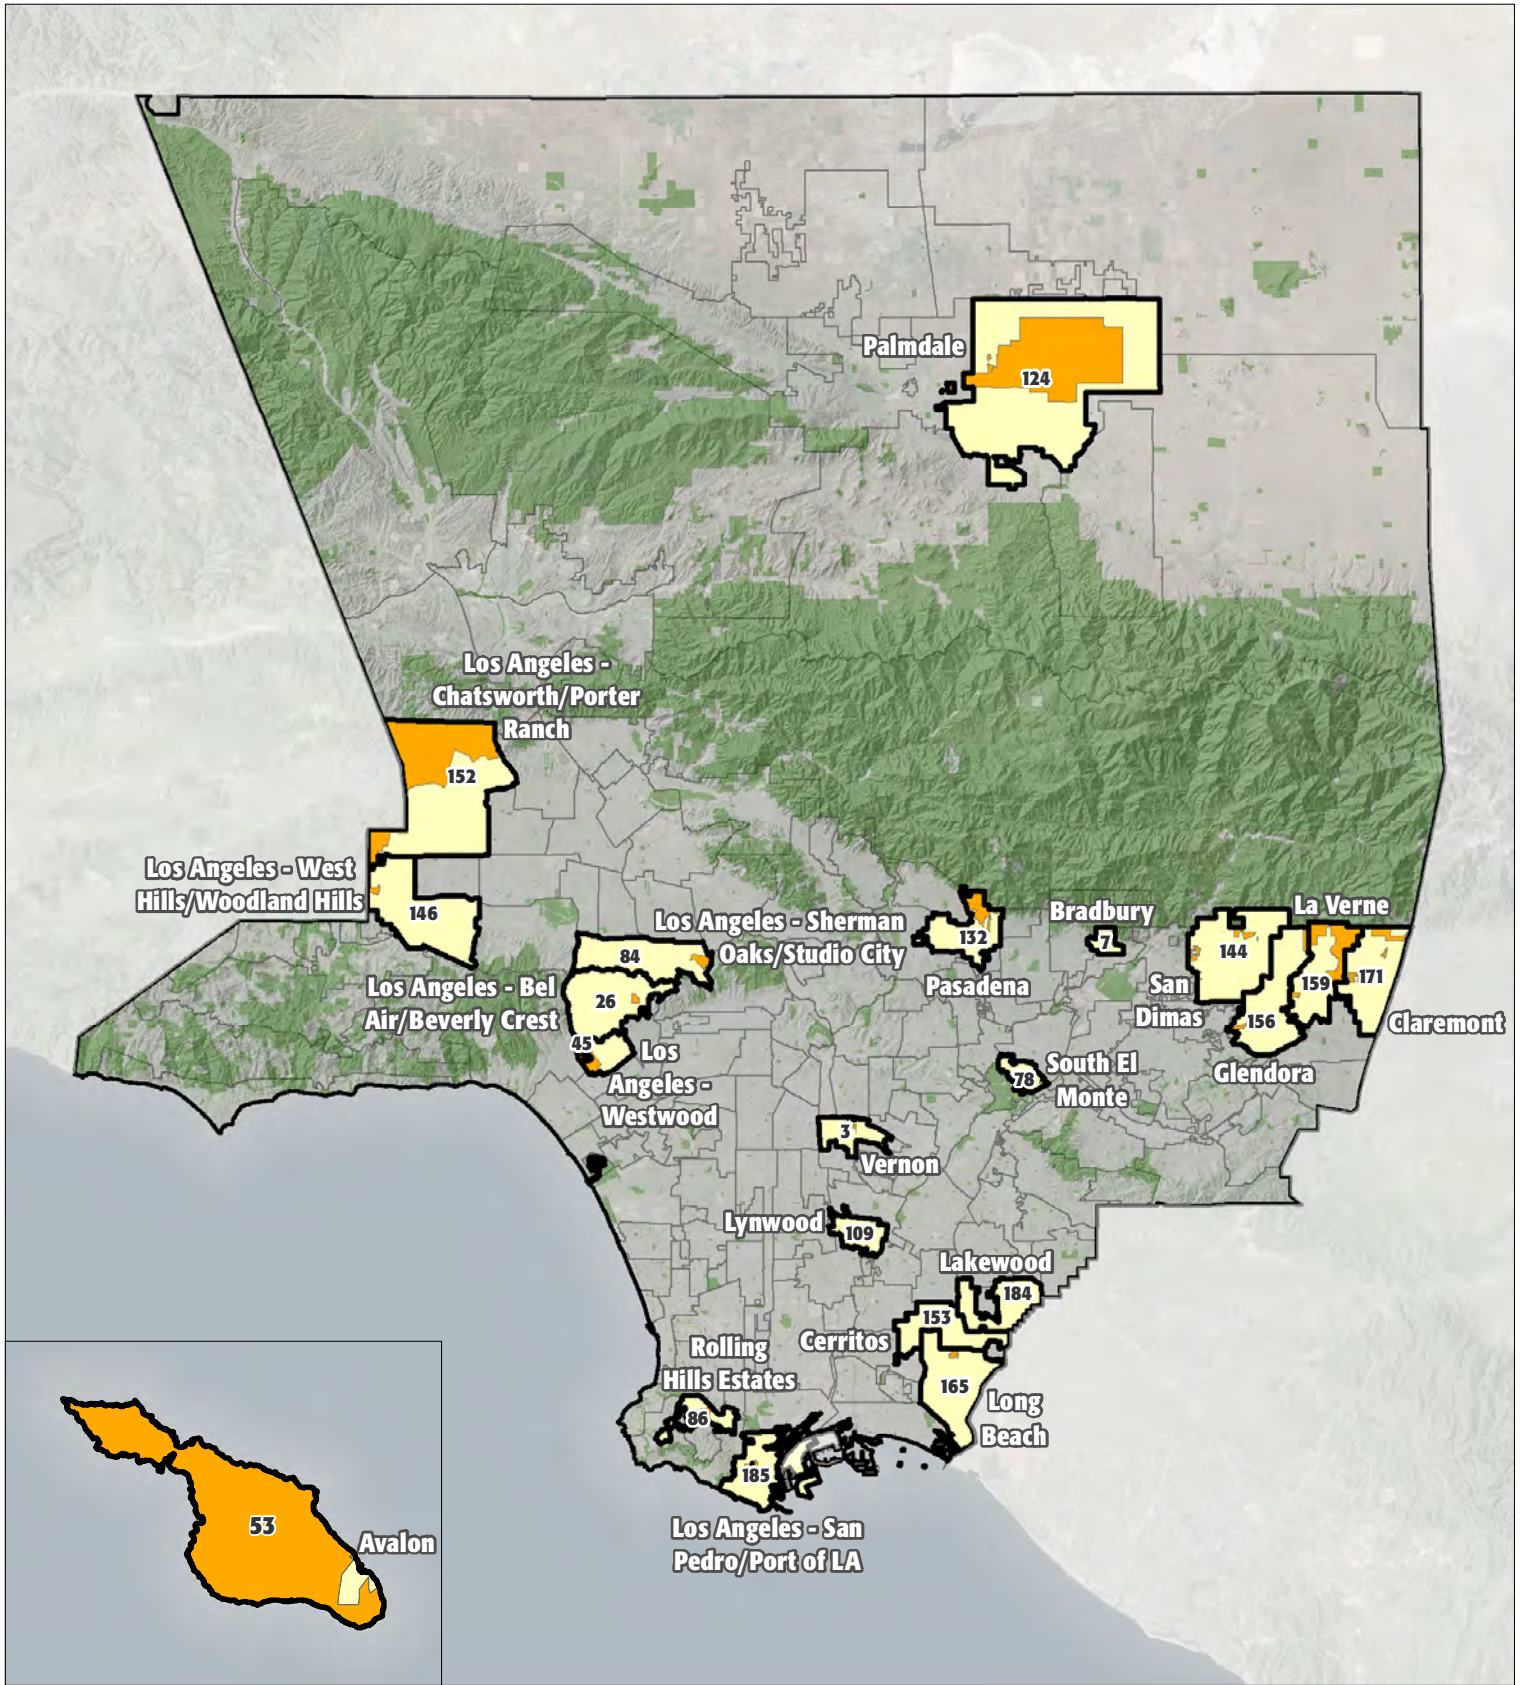 Palmdale
124
Los Angeles -
Chatsworth/Porter
Ranch
152
Los Angeles - West
Hills/Woodland Hills
146
Los Angeles - Sherman
Oaks/Studio City
84
Los Angeles - Bel
Air/Beverly Crest
26
45
Los
Angeles -
Westwood
132
Pasadena
Bradbury
7
La Verne
144
San
Dimas
159
171
156
Claremont
Glendora
South El
Monte
78
3
Vernon
Lynwood
109
Lakewood
184
153
Cerritos
165
Long
Beach
Rolling
Hills Estates
86
185
Los Angeles - San
Pedro/Port of LA
53
Avalon